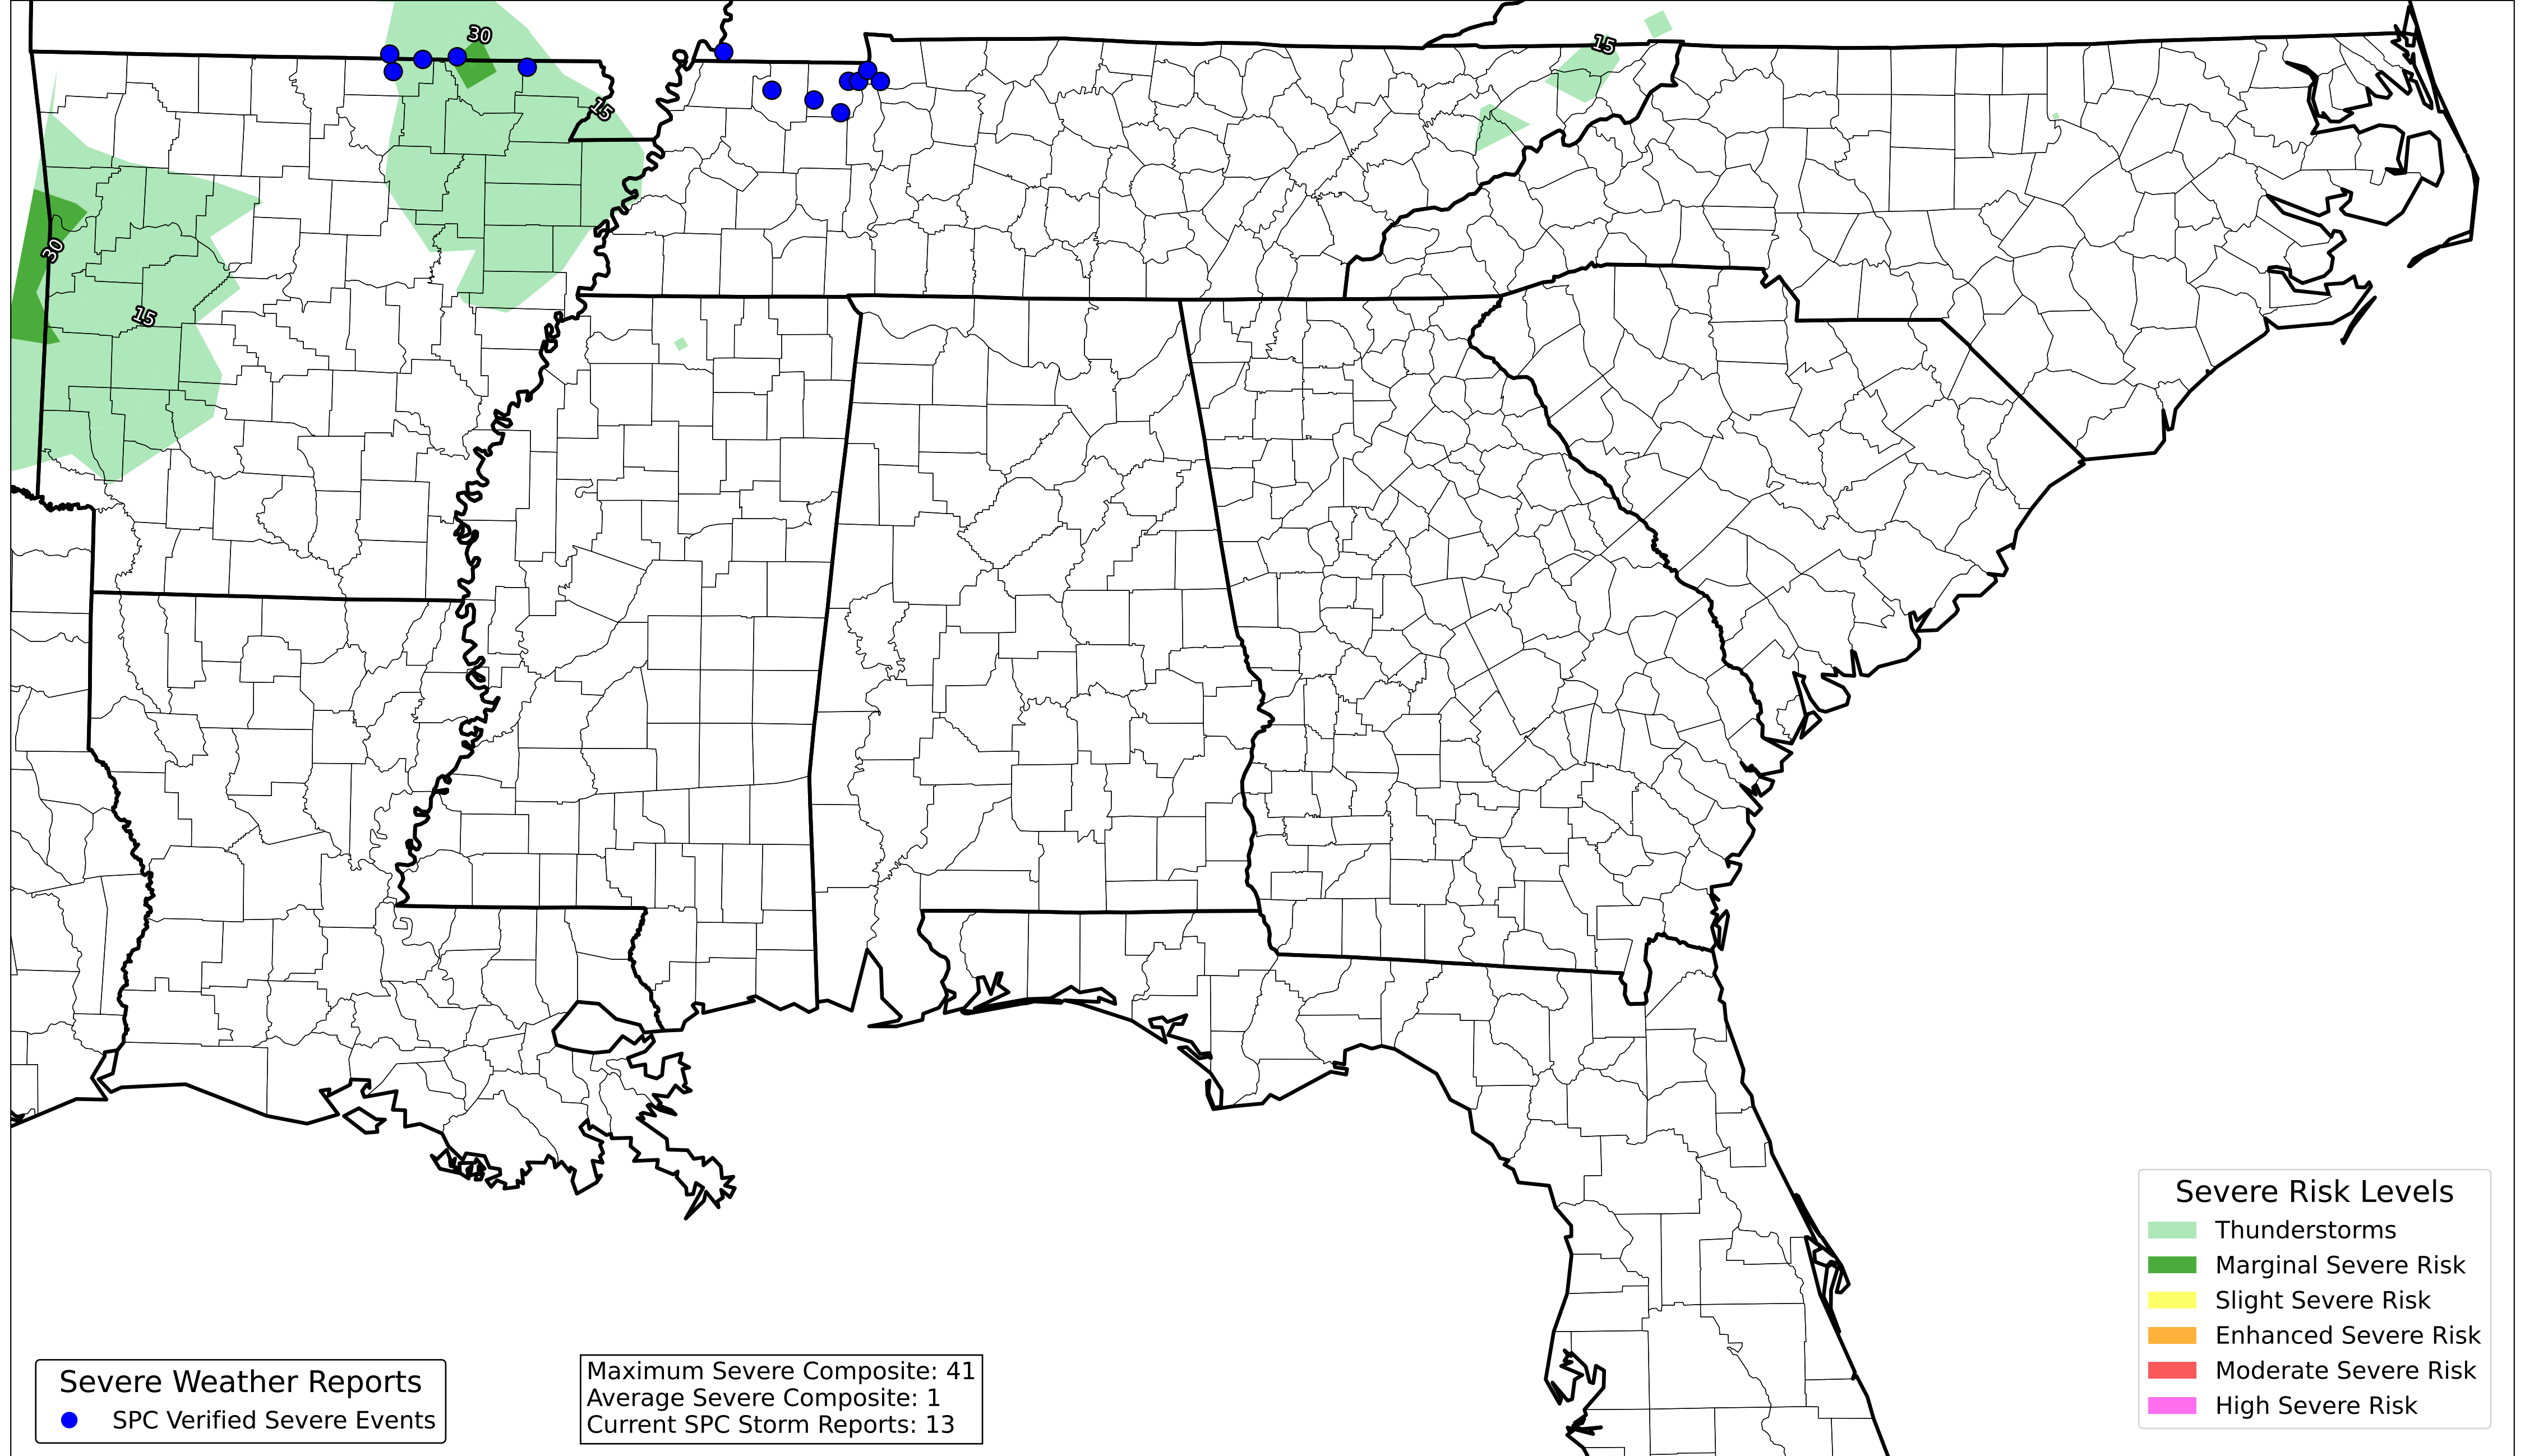 30
15
15
30
15
Severe Risk Levels
Thunderstorms
Marginal Severe Risk
Slight Severe Risk
Enhanced Severe Risk
Moderate Severe Risk
High Severe Risk
Severe Weather Reports
SPC Verified Severe Events
Maximum Severe Composite: 41
Average Severe Composite: 1
Current SPC Storm Reports: 13